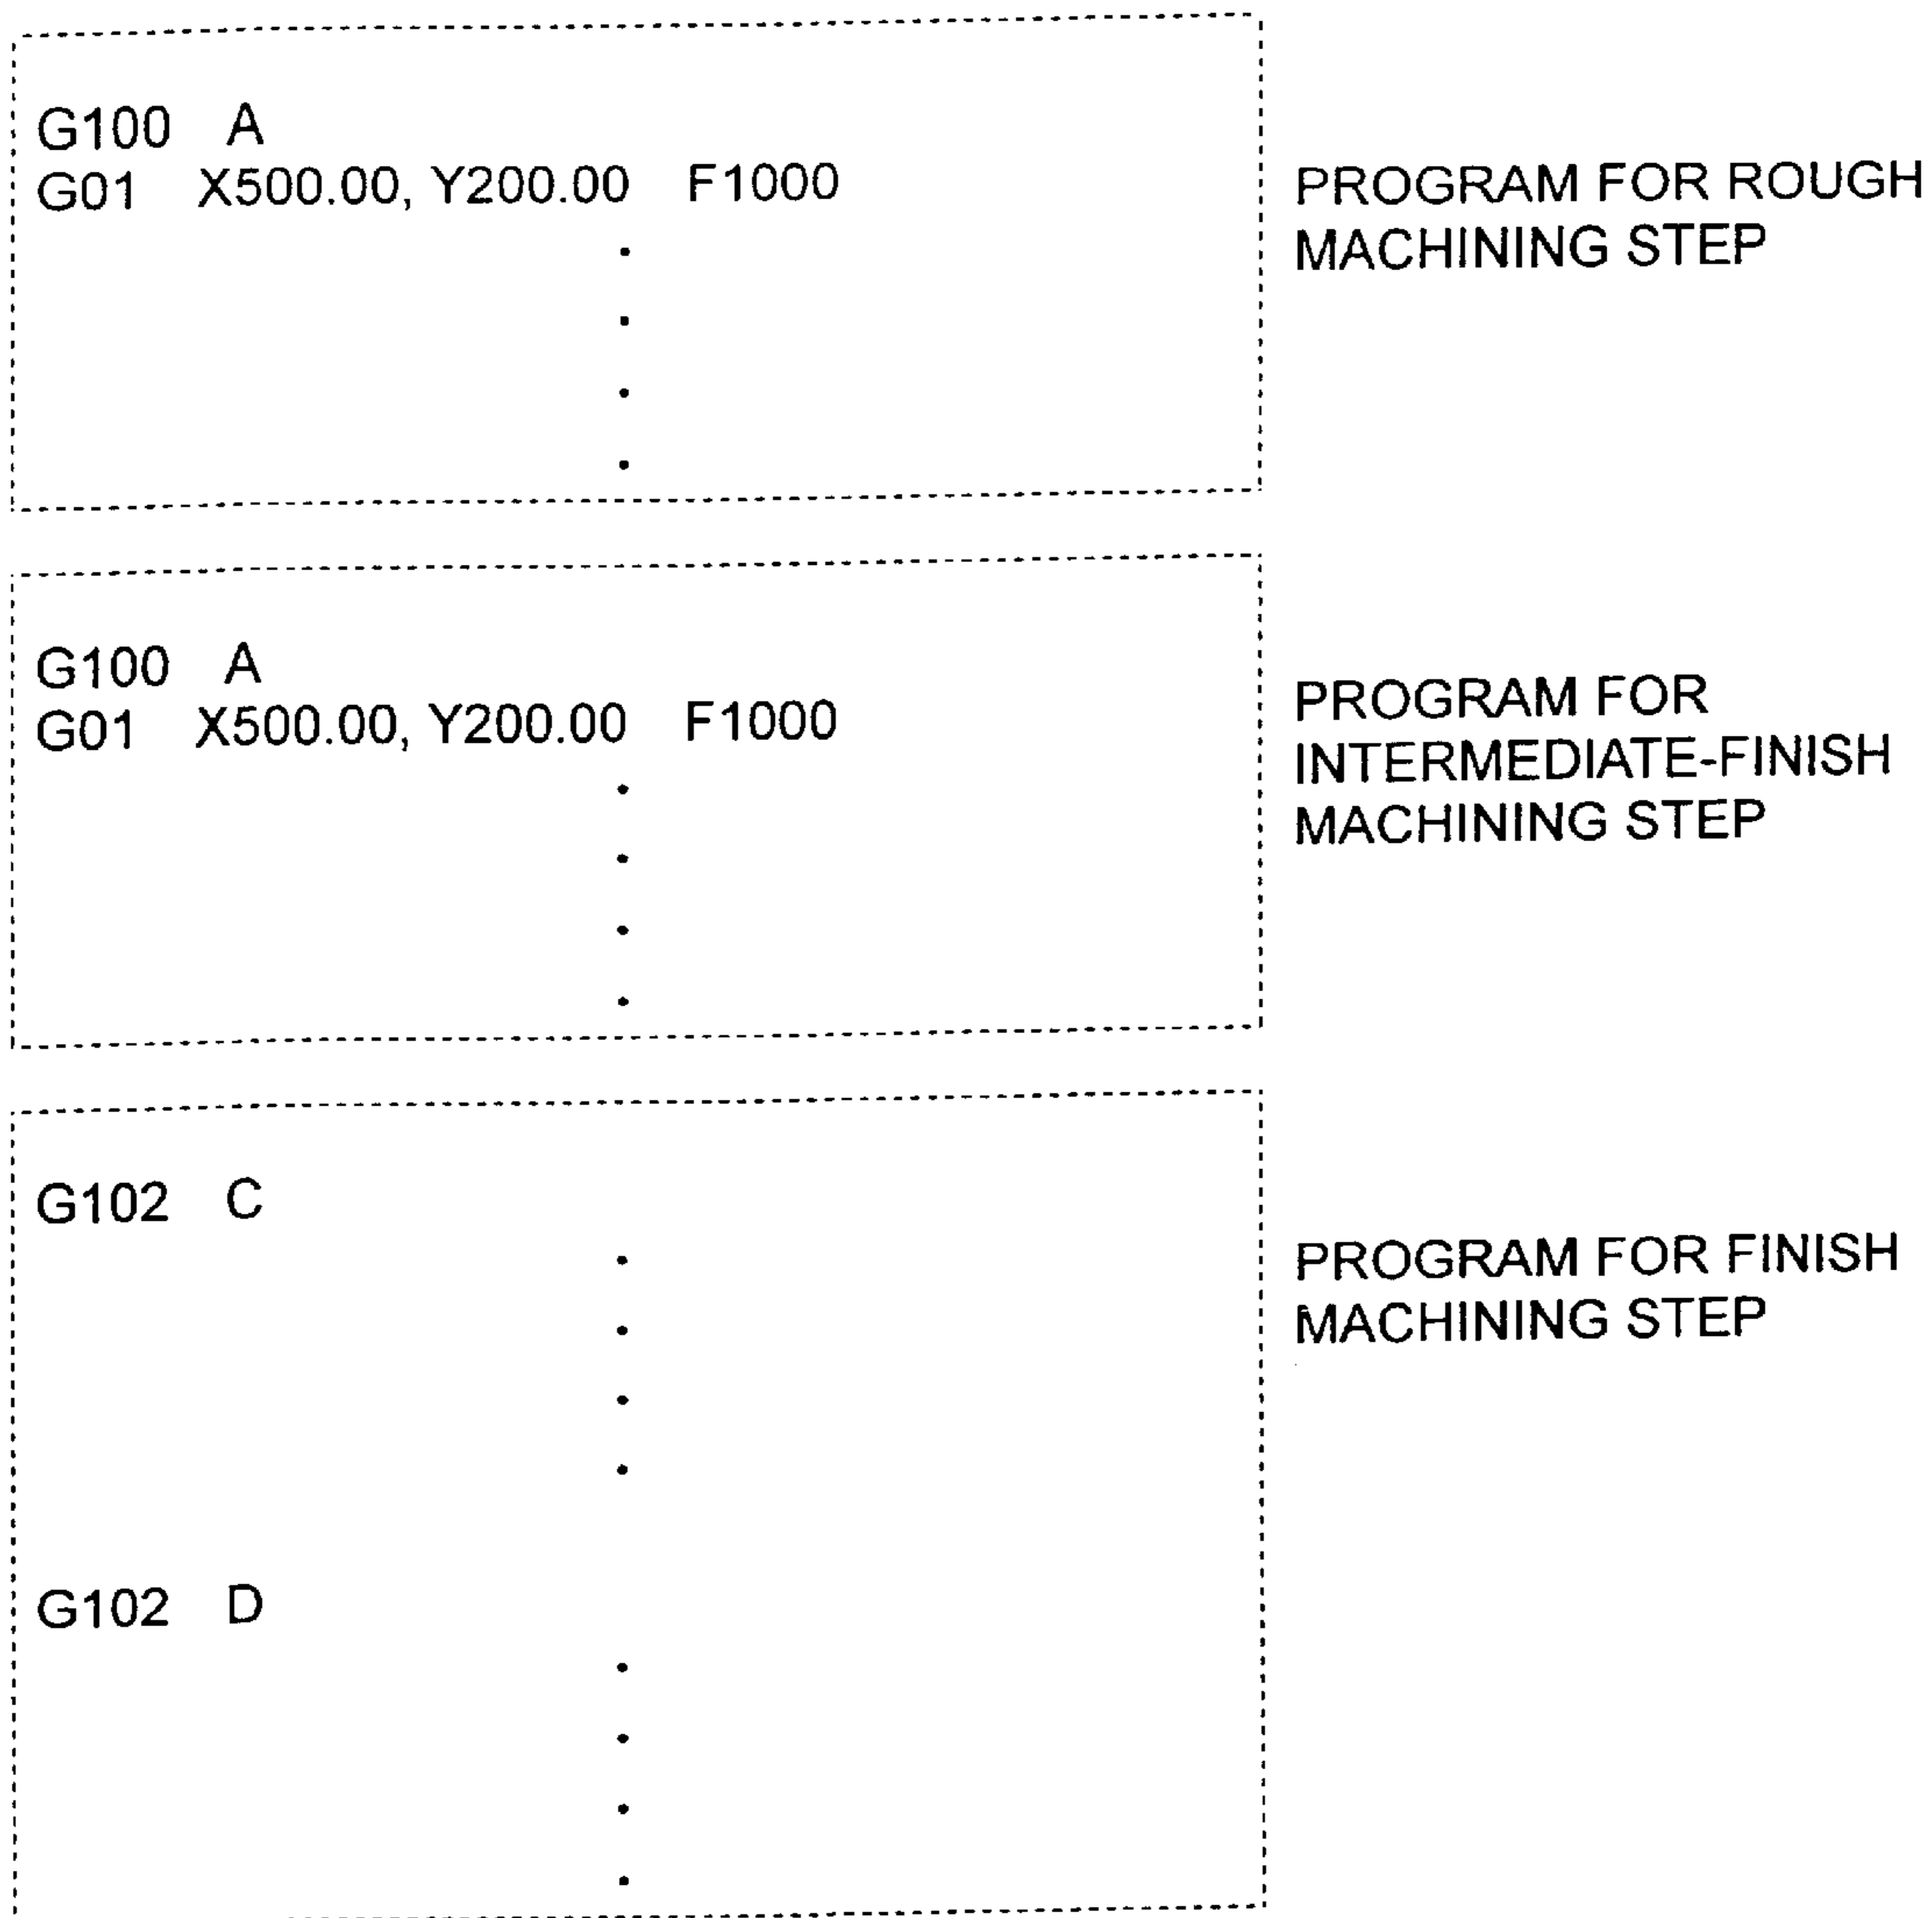 G100 A
G01 X500.00, Y200.00 F1000
PROGRAM FOR ROUGH
MACHINING STEP
G100 A
G01 X500.00, Y200.00 F1000
PROGRAM FOR
INTERMEDIATE-FINISH
MACHINING STEP
G102 C
PROGRAM FOR FINISH
MACHINING STEP
G102 D